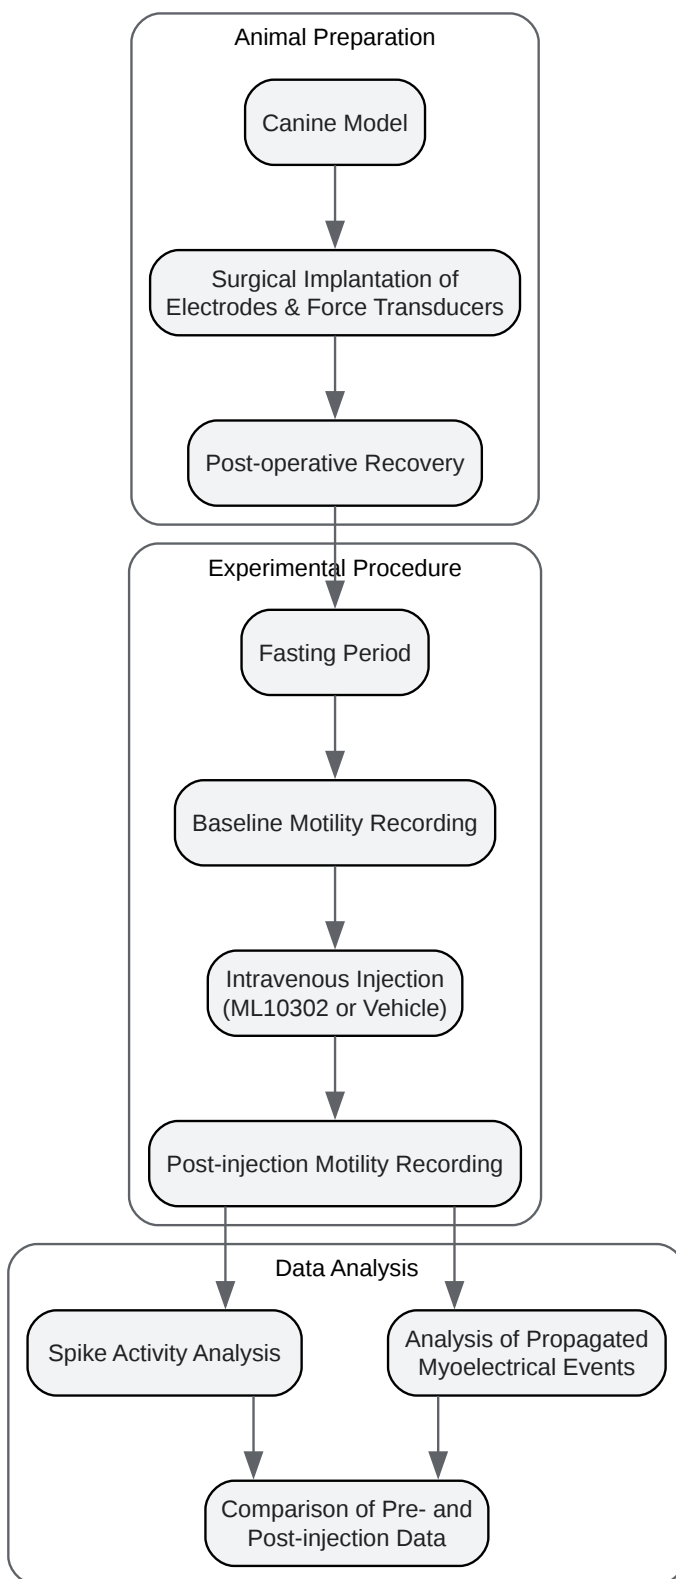 Animal Preparation
Canine Model
Surgical Implantation of
Electrodes & Force Transducers
Post-operative Recovery
Experimental Procedure
Fasting Period
Baseline Motility Recording
Intravenous Injection
(ML10302 or Vehicle)
Post-injection Motility Recording
Data Analysis
Spike Activity Analysis
Analysis of Propagated
Myoelectrical Events
Comparison of Pre- and
Post-injection Data